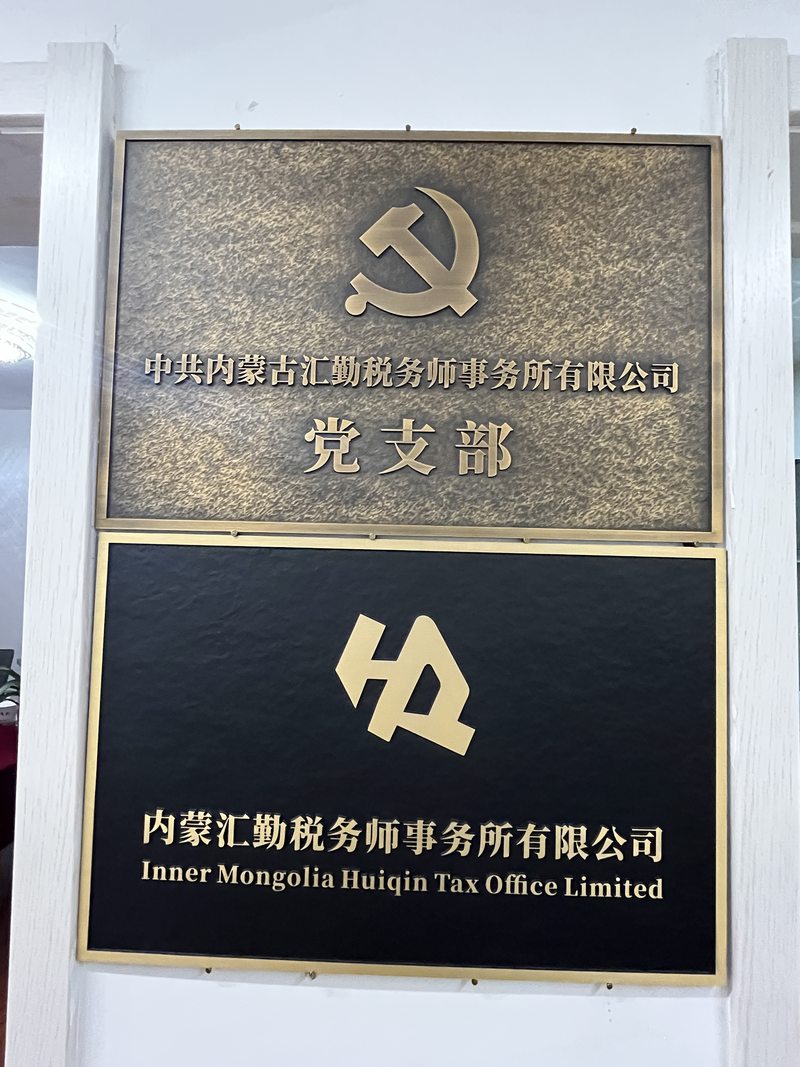 中共内蒙古汇勤税务师事务所有限公司
党支部
内蒙汇勤税务师事务所有限公司
Inner Mongolia Huiqin Tax Office Limited